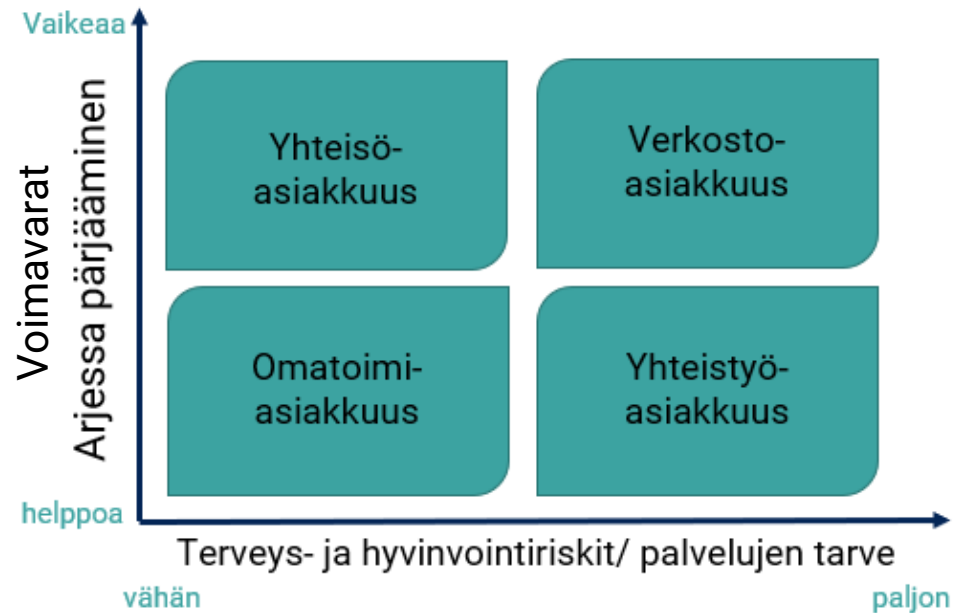 Vaikeaa
Voimavarat
Arjessa pärjääminen
Yhteisö-
asiakkuus
Verkosto-
asiakkuus
Omatoimi-
asiakkuus
Yhteistyö-
asiakkuus
helppoa
Terveys- ja hyvinvointiriskit/ palvelujen tarve
vähän
paljon